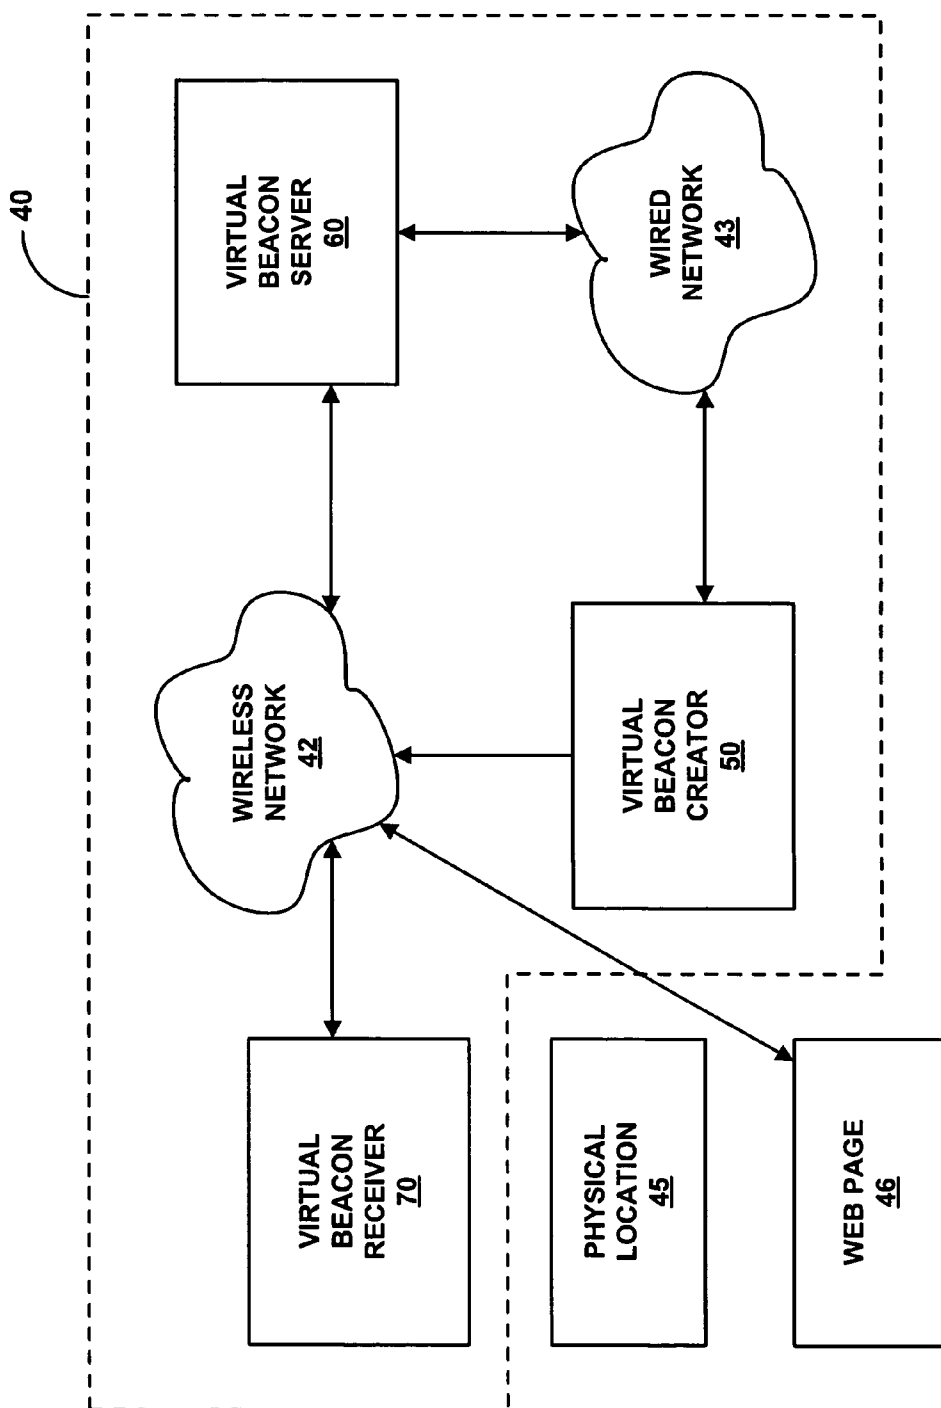 40
VIRTUAL
BEACON
SERVER
60
WIRED
NETWORK
43
WIRELESS
NETWORK
42
VIRTUAL
BEACON
CREATOR
50
VIRTUAL
BEACON
RECEIVER
70
PHYSICAL
LOCATION
45
WEB PAGE
46